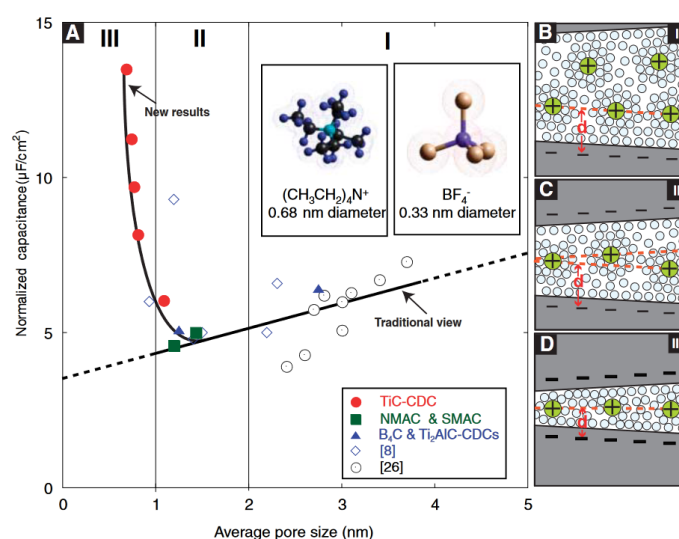 A
III
II
I
New results
(CH₃CH₂)₄N⁺
0.68 nm diameter
BF₄⁻
0.33 nm diameter
Traditional view
TiC-CDC
NMAC & SMAC
B₄C & Ti₂AlC-CDCs
[8]
[26]
Normalized capacitance(µF/cm²)
15
10
5
0
0
1
2
3
4
5
Average pore size (nm)
B
d
C
d
D
d